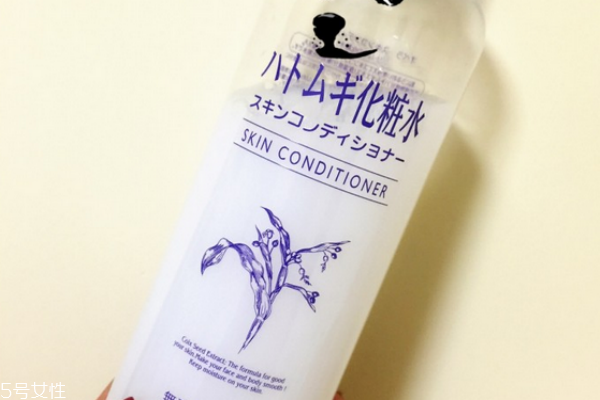 ハトムギ化粧水
スキンコノディショナー
SKIN CONDITIONER
Coix Seed Extract: The formula for good
your skin. Make your face and body smooth!
Keep moisture on your skin.
5号女性